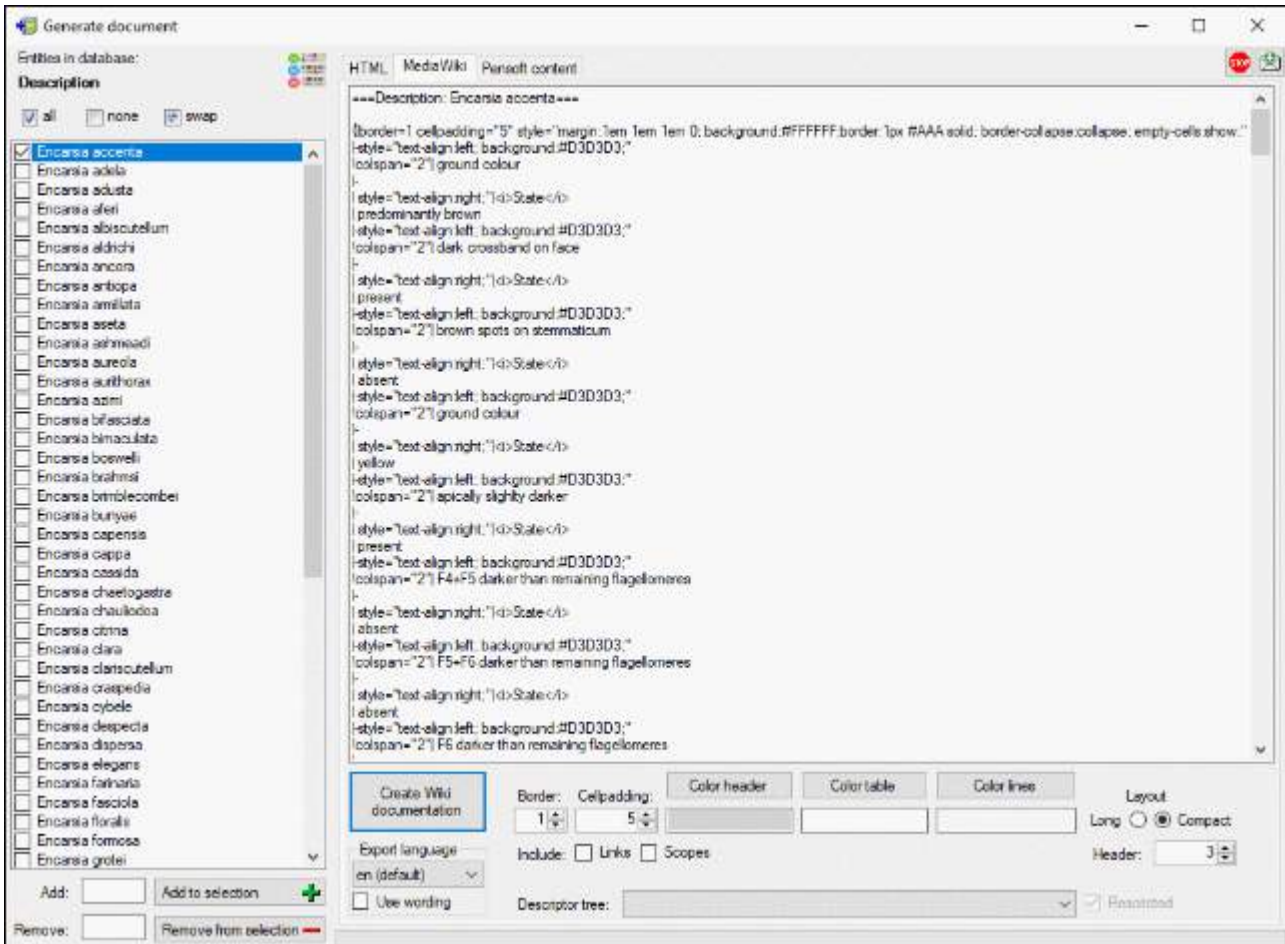 Generate document
Entities in database:
Description
all none swap
Encarsia accenta
Encarsia adela
Encarsia adusta
Encarsia aferi
Encarsia albiscutellum
Encarsia aldrichi
Encarsia ancora
Encarsia antiopa
Encarsia armillata
Encarsia aseta
Encarsia ashmeadi
Encarsia aureola
Encarsia aurithorax
Encarsia azimi
Encarsia bifasciata
Encarsia bimaculata
Encarsia boswelli
Encarsia brahmsi
Encarsia brimblecombei
Encarsia bunyae
Encarsia capensis
Encarsia cappa
Encarsia cassida
Encarsia chaetogastra
Encarsia chauliodea
Encarsia citrina
Encarsia clara
Encarsia clariscutellum
Encarsia craspedia
Encarsia cybele
Encarsia despecta
Encarsia dispersa
Encarsia elegans
Encarsia farinaria
Encarsia fasciola
Encarsia floralis
Encarsia formosa
Encarsia grotei
Add: Add to selection
Remove: Remove from selection
HTML MediaWiki Pensoft content
STOP
===Description: Encarsia accenta===
{|border=1 cellpadding="5" style="margin:1em 1em 1em 0; background:#FFFFFF;border:1px #AAA solid; border-collapse:collapse; empty-cells:show;"
|-style="text-align:left; background:#D3D3D3;"
!colspan="2"| ground colour
|-
| style="text-align:right;"|<i>State</i>
| predominantly brown
|-style="text-align:left; background:#D3D3D3;"
!colspan="2"| dark crossband on face
|-
| style="text-align:right;"|<i>State</i>
| present
|-style="text-align:left; background:#D3D3D3;"
!colspan="2"| brown spots on stemmaticum
|-
| style="text-align:right;"|<i>State</i>
| absent
|-style="text-align:left; background:#D3D3D3;"
!colspan="2"| ground colour
|-
| style="text-align:right;"|<i>State</i>
| yellow
|-style="text-align:left; background:#D3D3D3;"
!colspan="2"| apically slighlty darker
|-
| style="text-align:right;"|<i>State</i>
| present
|-style="text-align:left; background:#D3D3D3;"
!colspan="2"| F4+F5 darker than remaining flagellomeres
|-
| style="text-align:right;"|<i>State</i>
| absent
|-style="text-align:left; background:#D3D3D3;"
!colspan="2"| F5+F6 darker than remaining flagellomeres
|-
| style="text-align:right;"|<i>State</i>
| absent
|-style="text-align:left; background:#D3D3D3;"
!colspan="2"| F6 darker than remaining flagellomeres
Create Wiki
documentation
Border: Cellpadding: Color header Color table Color lines
1 5
Layout
Long Compact
Export language
en (default)
Include: Links Scopes
Header: 3
Use wording
Descriptor tree: Restricted